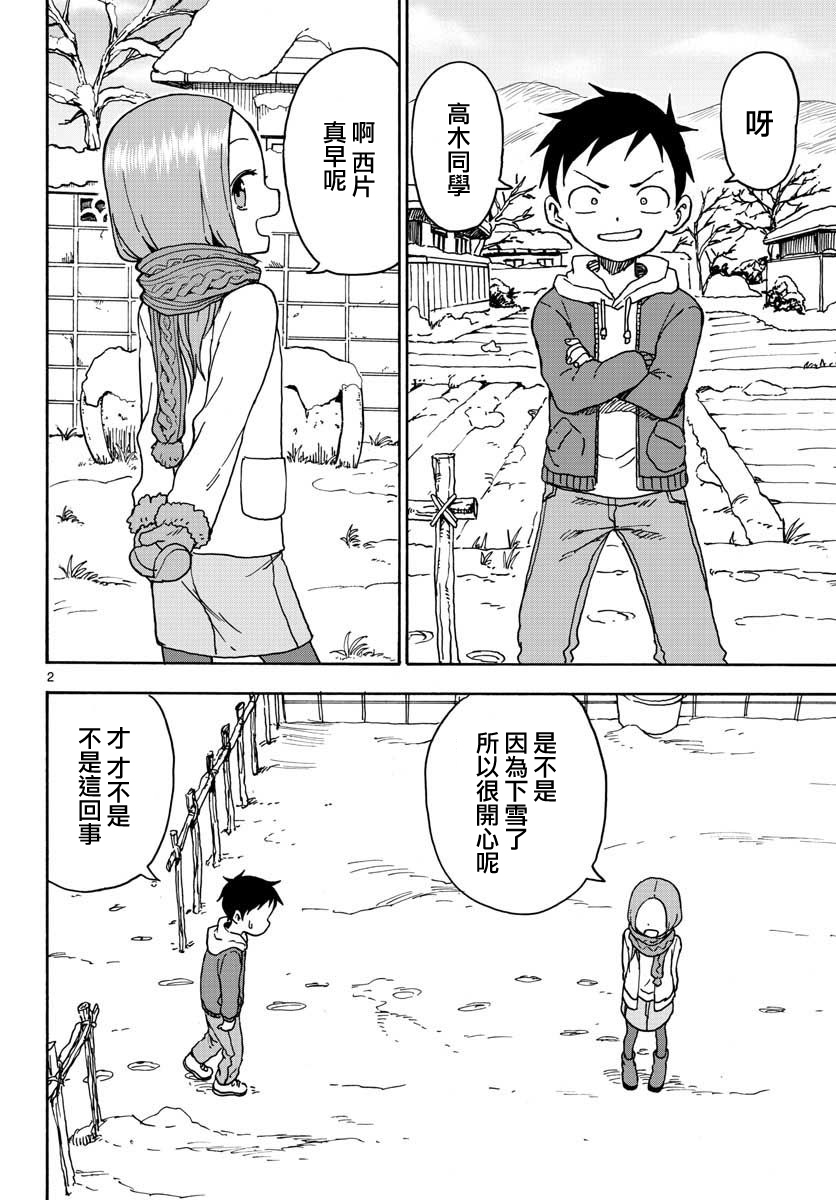 呀
高木同學
啊 西片
真早呢
是不是
因為下雪了
所以很開心呢
才 才不是
不是這回事
2